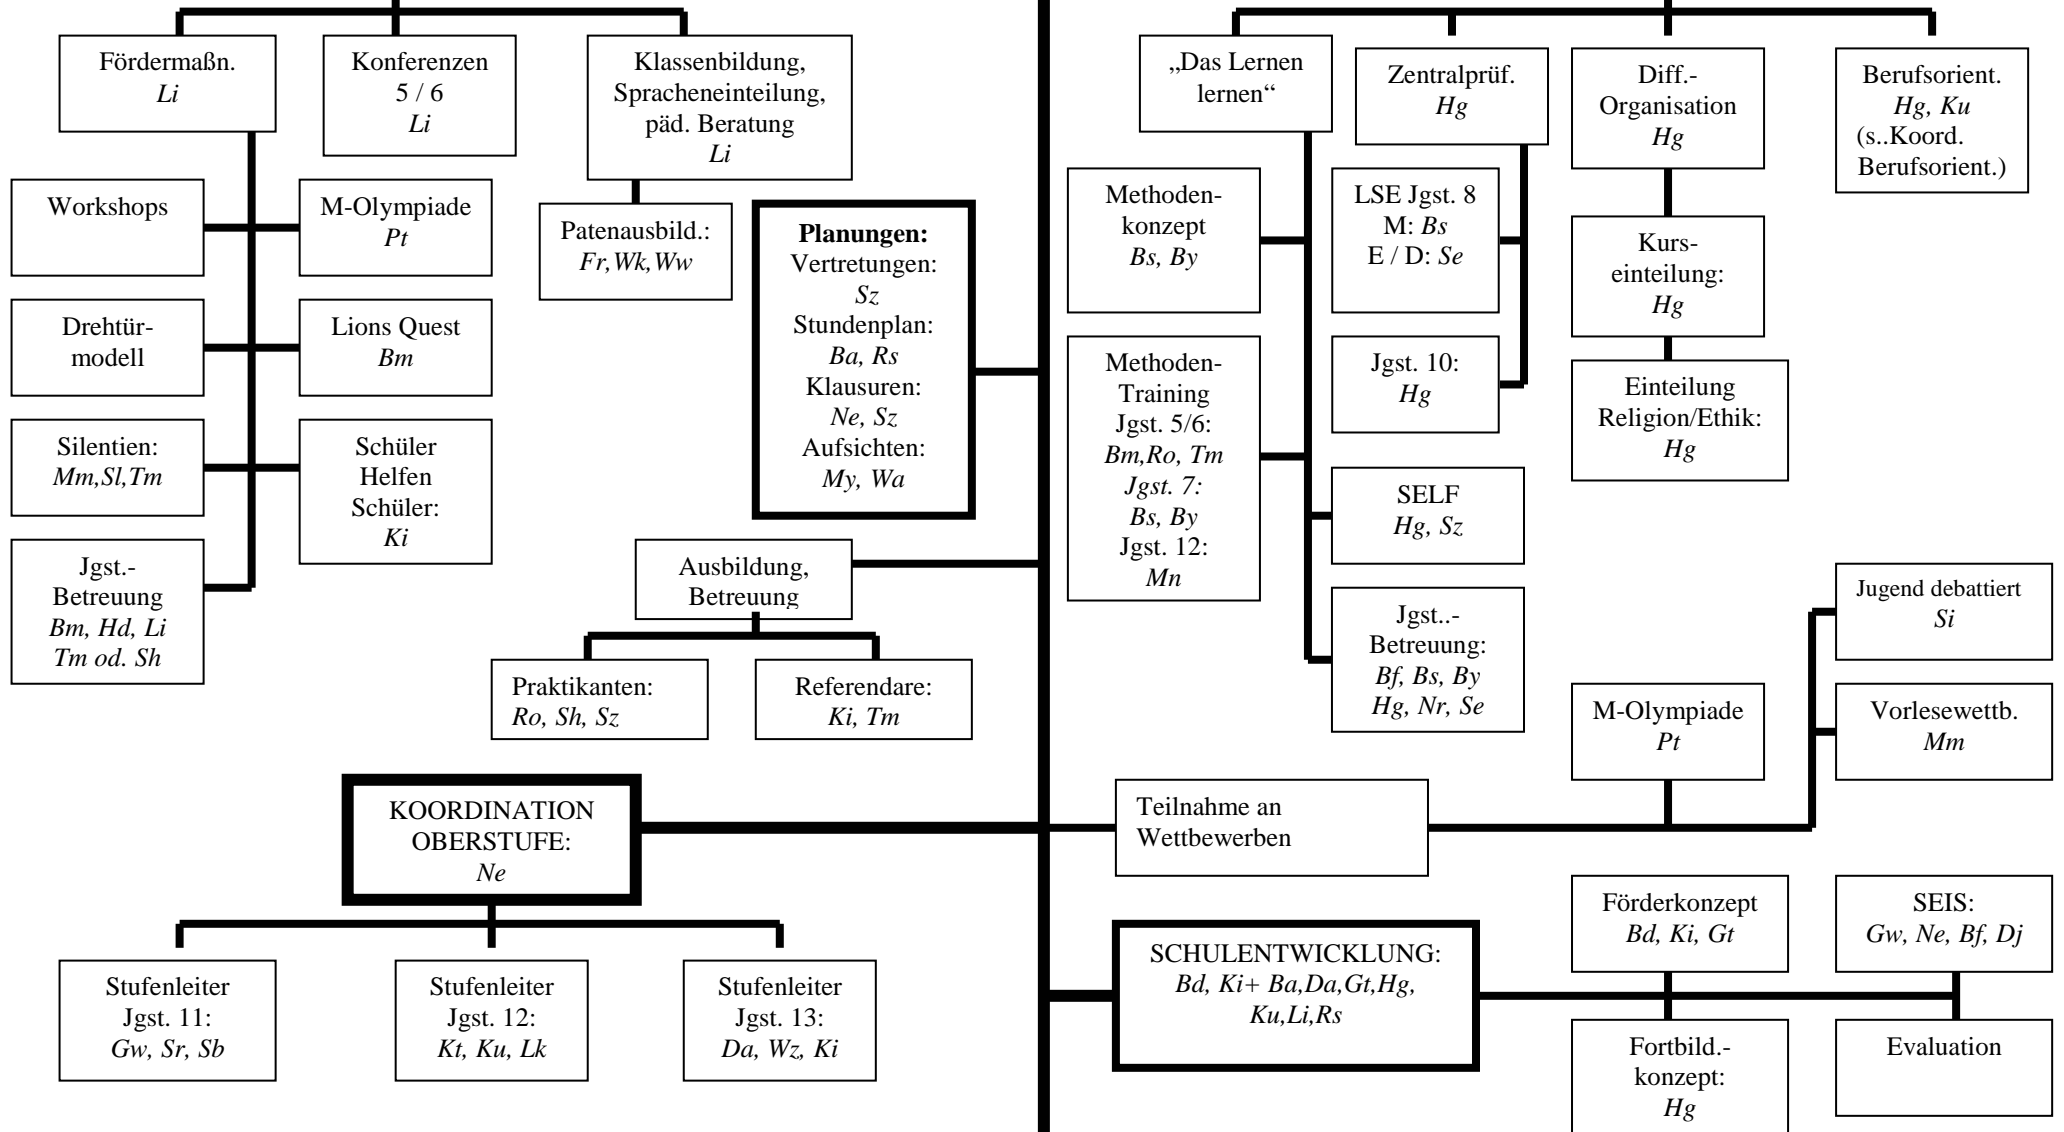 Fördermaßn.
Li
Konferenzen
5 / 6
Li
Klassenbildung,
Spracheneinteilung,
päd. Beratung
Li
„Das Lernen
lernen“
Zentralprüf.
Hg
Diff.-
Organisation
Hg
Berufsorient.
Hg, Ku
(s..Koord.
Berufsorient.)
Workshops
M-Olympiade
Pt
Patenausbild.:
Fr,Wk,Ww
Planungen:
Vertretungen:
Sz
Stundenplan:
Ba, Rs
Klausuren:
Ne, Sz
Aufsichten:
My, Wa
Methoden-
konzept
Bs, By
LSE Jgst. 8
M: Bs
E / D: Se
Kurs-
einteilung:
Hg
Drehtür-
modell
Lions Quest
Bm
Methoden-
Training
Jgst. 5/6:
Bm,Ro, Tm
Jgst. 7:
Bs, By
Jgst. 12:
Mn
Jgst. 10:
Hg
Einteilung
Religion/Ethik:
Hg
Silentien:
Mm,Sl,Tm
Schüler
Helfen
Schüler:
Ki
SELF
Hg, Sz
Jgst.-
Betreuung
Bm, Hd, Li
Tm od. Sh
Ausbildung,
Betreuung
Jgst..-
Betreuung:
Bf, Bs, By
Hg, Nr, Se
Jugend debattiert
Si
Praktikanten:
Ro, Sh, Sz
Referendare:
Ki, Tm
M-Olympiade
Pt
Vorlesewettb.
Mm
KOORDINATION
OBERSTUFE:
Ne
Teilnahme an
Wettbewerben
Förderkonzept
Bd, Ki, Gt
SEIS:
Gw, Ne, Bf, Dj
SCHULENTWICKLUNG:
Bd, Ki+ Ba,Da,Gt,Hg,
Ku,Li,Rs
Stufenleiter
Jgst. 11:
Gw, Sr, Sb
Stufenleiter
Jgst. 12:
Kt, Ku, Lk
Stufenleiter
Jgst. 13:
Da, Wz, Ki
Fortbild.-
konzept:
Hg
Evaluation